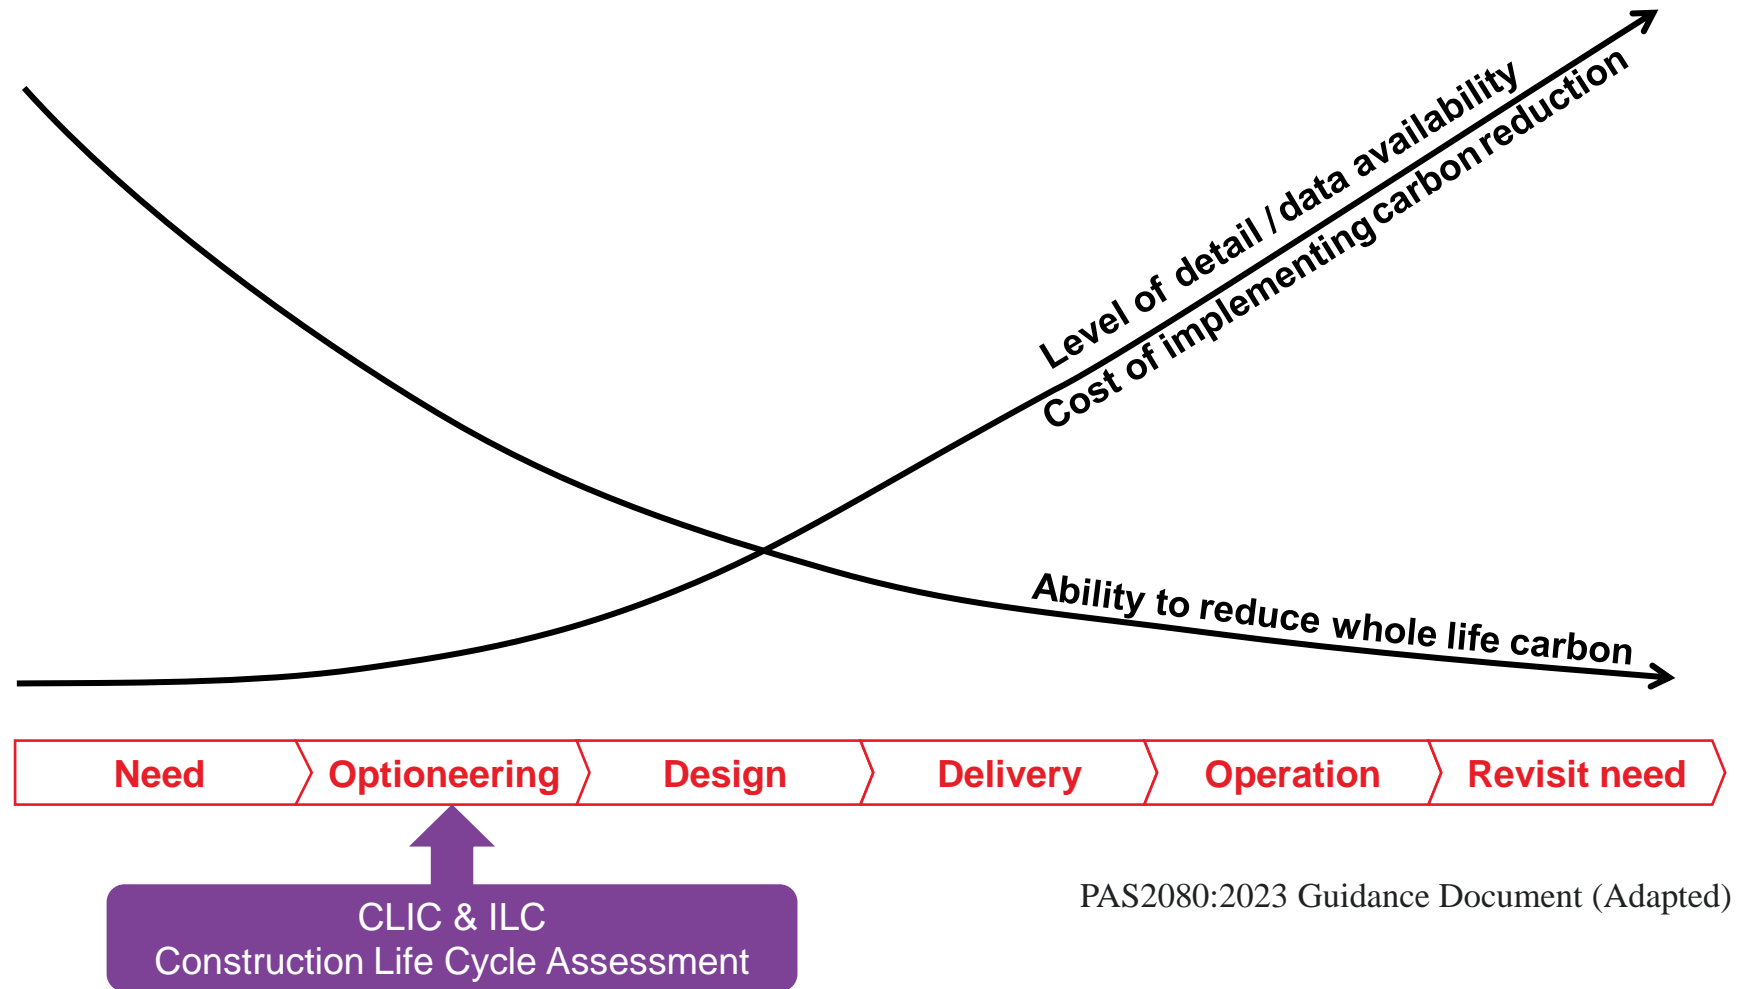 Level of detail / data availability
Cost of implementing carbon reduction
Ability to reduce whole life carbon
Need
Optioneering
Design
Delivery
Operation
Revisit need
CLIC & ILC
Construction Life Cycle Assessment
PAS2080:2023 Guidance Document (Adapted)